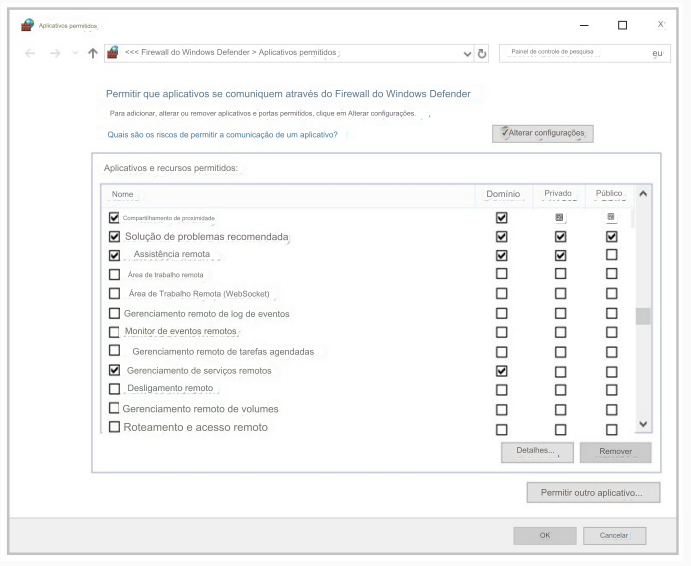 Aplicativos permitidos
X
<<< Firewall do Windows Defender > Aplicativos permitidos
Painel de controle de pesquisa
eu
Permitir que aplicativos se comuniquem através do Firewall do Windows Defender
Para adicionar, alterar ou remover aplicativos e portas permitidos, clique em Alterar configurações.
Quais são os riscos de permitir a comunicação de um aplicativo?
Alterar configurações
Aplicativos e recursos permitidos:
Nome Domínio Privado Público
Compartilhamento de proximidade
Solução de problemas recomendada
Assistência remota
Área de trabalho remota
Área de Trabalho Remota (WebSocket)
Gerenciamento remoto de log de eventos
Monitor de eventos remotos
Gerenciamento remoto de tarefas agendadas
Gerenciamento de serviços remotos
Desligamento remoto
Gerenciamento remoto de volumes
Roteamento e acesso remoto
Detalhes... Remover
Permitir outro aplicativo...
OK Cancelar